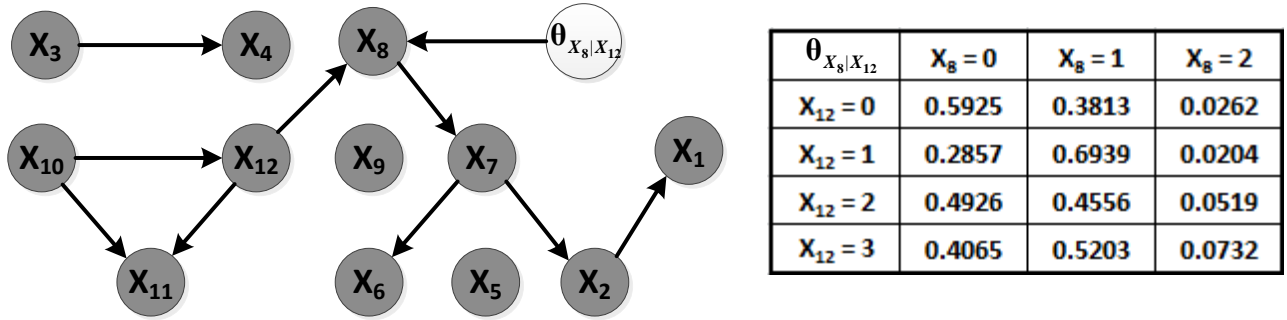 X3 X4 X8 θX8|X12
X10 X12 X9 X7 X1
X11 X6 X5 X2
θX8|X12 X8 = 0 X8 = 1 X8 = 2
X12 = 0 0.5925 0.3813 0.0262
X12 = 1 0.2857 0.6939 0.0204
X12 = 2 0.4926 0.4556 0.0519
X12 = 3 0.4065 0.5203 0.0732